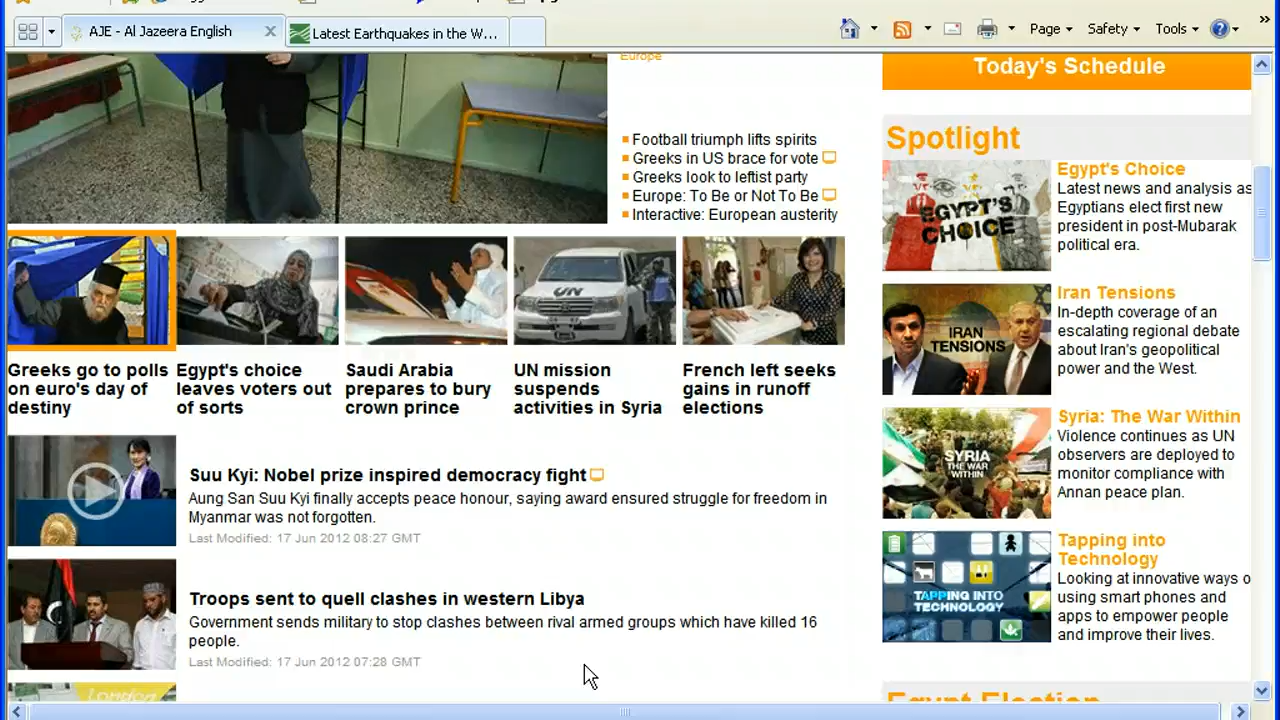 AJE - Al Jazeera English
Latest Earthquakes in the W...
Page
Safety
Tools
Europe
Football triumph lifts spirits
Greeks in US brace for vote
Greeks look to leftist party
Europe: To Be or Not To Be
Interactive: European austerity
UN
Greeks go to polls
on euro's day of
destiny
Egypt's choice
leaves voters out
of sorts
Saudi Arabia
prepares to bury
crown prince
UN mission
suspends
activities in Syria
French left seeks
gains in runoff
elections
Suu Kyi: Nobel prize inspired democracy fight
Aung San Suu Kyi finally accepts peace honour, saying award ensured struggle for freedom in
Myanmar was not forgotten.
Last Modified: 17 Jun 2012 08:27 GMT
Troops sent to quell clashes in western Libya
Government sends military to stop clashes between rival armed groups which have killed 16
people.
Last Modified: 17 Jun 2012 07:28 GMT
London
Today's Schedule
Spotlight
EGYPT'S
CHOICE
Egypt's Choice
Latest news and analysis as
Egyptians elect first new
president in post-Mubarak
political era.
IRAN
TENSIONS
Iran Tensions
In-depth coverage of an
escalating regional debate
about Iran's geopolitical
power and the West.
SYRIA
THE WAR
WITHIN
Syria: The War Within
Violence continues as UN
observers are deployed to
monitor compliance with
Annan peace plan.
TAPPING INTO
TECHNOLOGY
Tapping into
Technology
Looking at innovative ways o
using smart phones and
apps to empower people
and improve their lives.
Egypt Election